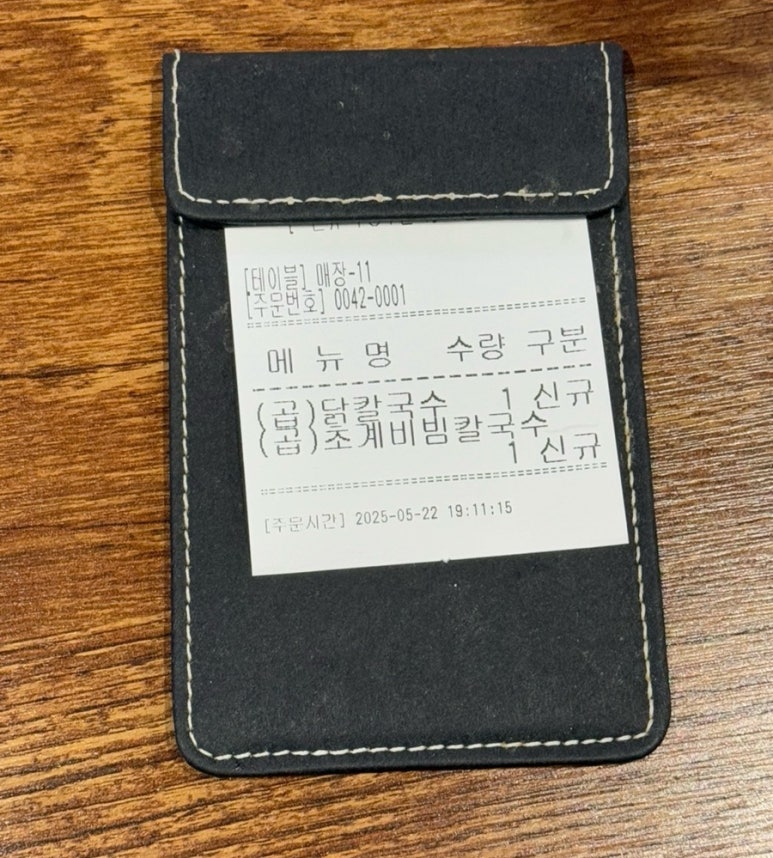 [테이블] 매장-11
[주문번호] 0042-0001
메 뉴 명 수량 구분
(곱)닭칼국수 1 신규
(곱)초계비빔칼국수
1 신규
[주문시간] 2025-05-22 19:11:15